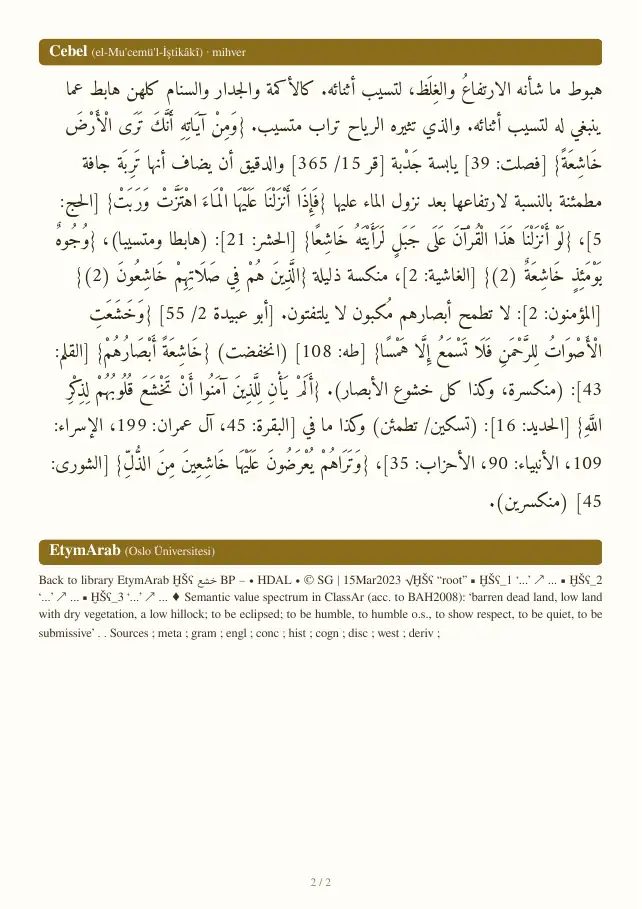 Cebel (el-Mu'cemü'l-İştikâkî) · mihver
هبوط ما شأنه الارتفاعُ والغِلَظ، لتسيب أثنائه. كالأكمة والجدار والسنام كلهن هابط عما
ينبغي له لتسيب أثنائه. والذي تثيره الرياح تراب متسيب. {وَمِنْ آيَاتِهِ أَنَّكَ تَرَى الْأَرْضَ
خَاشِعَةً} [فصلت: 39] يابسة جَدْبة [قر 15/ 365] والدقيق أن يضاف أنها تَرِبَة جافة
مطمئنة بالنسبة لارتفاعها بعد نزول الماء عليها {فَإِذَا أَنْزَلْنَا عَلَيْهَا الْمَاءَ اهْتَزَّتْ وَرَبَتْ} [الحج:
5]، {لَوْ أَنْزَلْنَا هَذَا الْقُرْآنَ عَلَى جَبَلٍ لَرَأَيْتَهُ خَاشِعًا} [الحشر: 21]: (هابطا ومتسيبا)، {وُجُوهٌ
يَوْمَئِذٍ خَاشِعَةٌ (2)} [الغاشية: 2]، منكسة ذليلة {الَّذِينَ هُمْ فِي صَلَاتِهِمْ خَاشِعُونَ (2)}
[المؤمنون: 2]: لا تطمح أبصارهم مُكبون لا يلتفتون. [أبو عبيدة 2/ 55] {وَخَشَعَتِ
الْأَصْوَاتُ لِلرَّحْمَنِ فَلَا تَسْمَعُ إِلَّا هَمْسًا} [طه: 108] (انخفضت) {خَاشِعَةً أَبْصَارُهُمْ} [القلم:
43]: (منكسرة، وكذا كل خشوع الأبصار). {أَلَمْ يَأْنِ لِلَّذِينَ آمَنُوا أَنْ تَخْشَعَ قُلُوبُهُمْ لِذِكْرِ
اللَّهِ} [الحديد: 16]: (تسكين/ تطمئن) وكذا ما في [البقرة: 45، آل عمران: 199، الإسراء:
109، الأنبياء: 90، الأحزاب: 35]، {وَتَرَاهُمْ يُعْرَضُونَ عَلَيْهَا خَاشِعِينَ مِنَ الذُّلِّ} [الشورى:
45] (منكسرين).
EtymArab (Oslo Üniversitesi)
Back to library EtymArab ḪŠʕ خشع BP – • HDAL • © SG | 15Mar2023 √ḪŠʕ “root” ▪ ḪŠʕ_1 ‘...’ ↗ ... ▪ ḪŠʕ_2
‘...’ ↗ ... ▪ ḪŠʕ_3 ‘...’ ↗ ... ♦ Semantic value spectrum in ClassAr (acc. to BAH2008): ‘barren dead land, low land
with dry vegetation, a low hillock; to be eclipsed; to be humble, to humble o.s., to show respect, to be quiet, to be
submissive’ . . Sources ; meta ; gram ; engl ; conc ; hist ; cogn ; disc ; west ; deriv ;
2 / 2